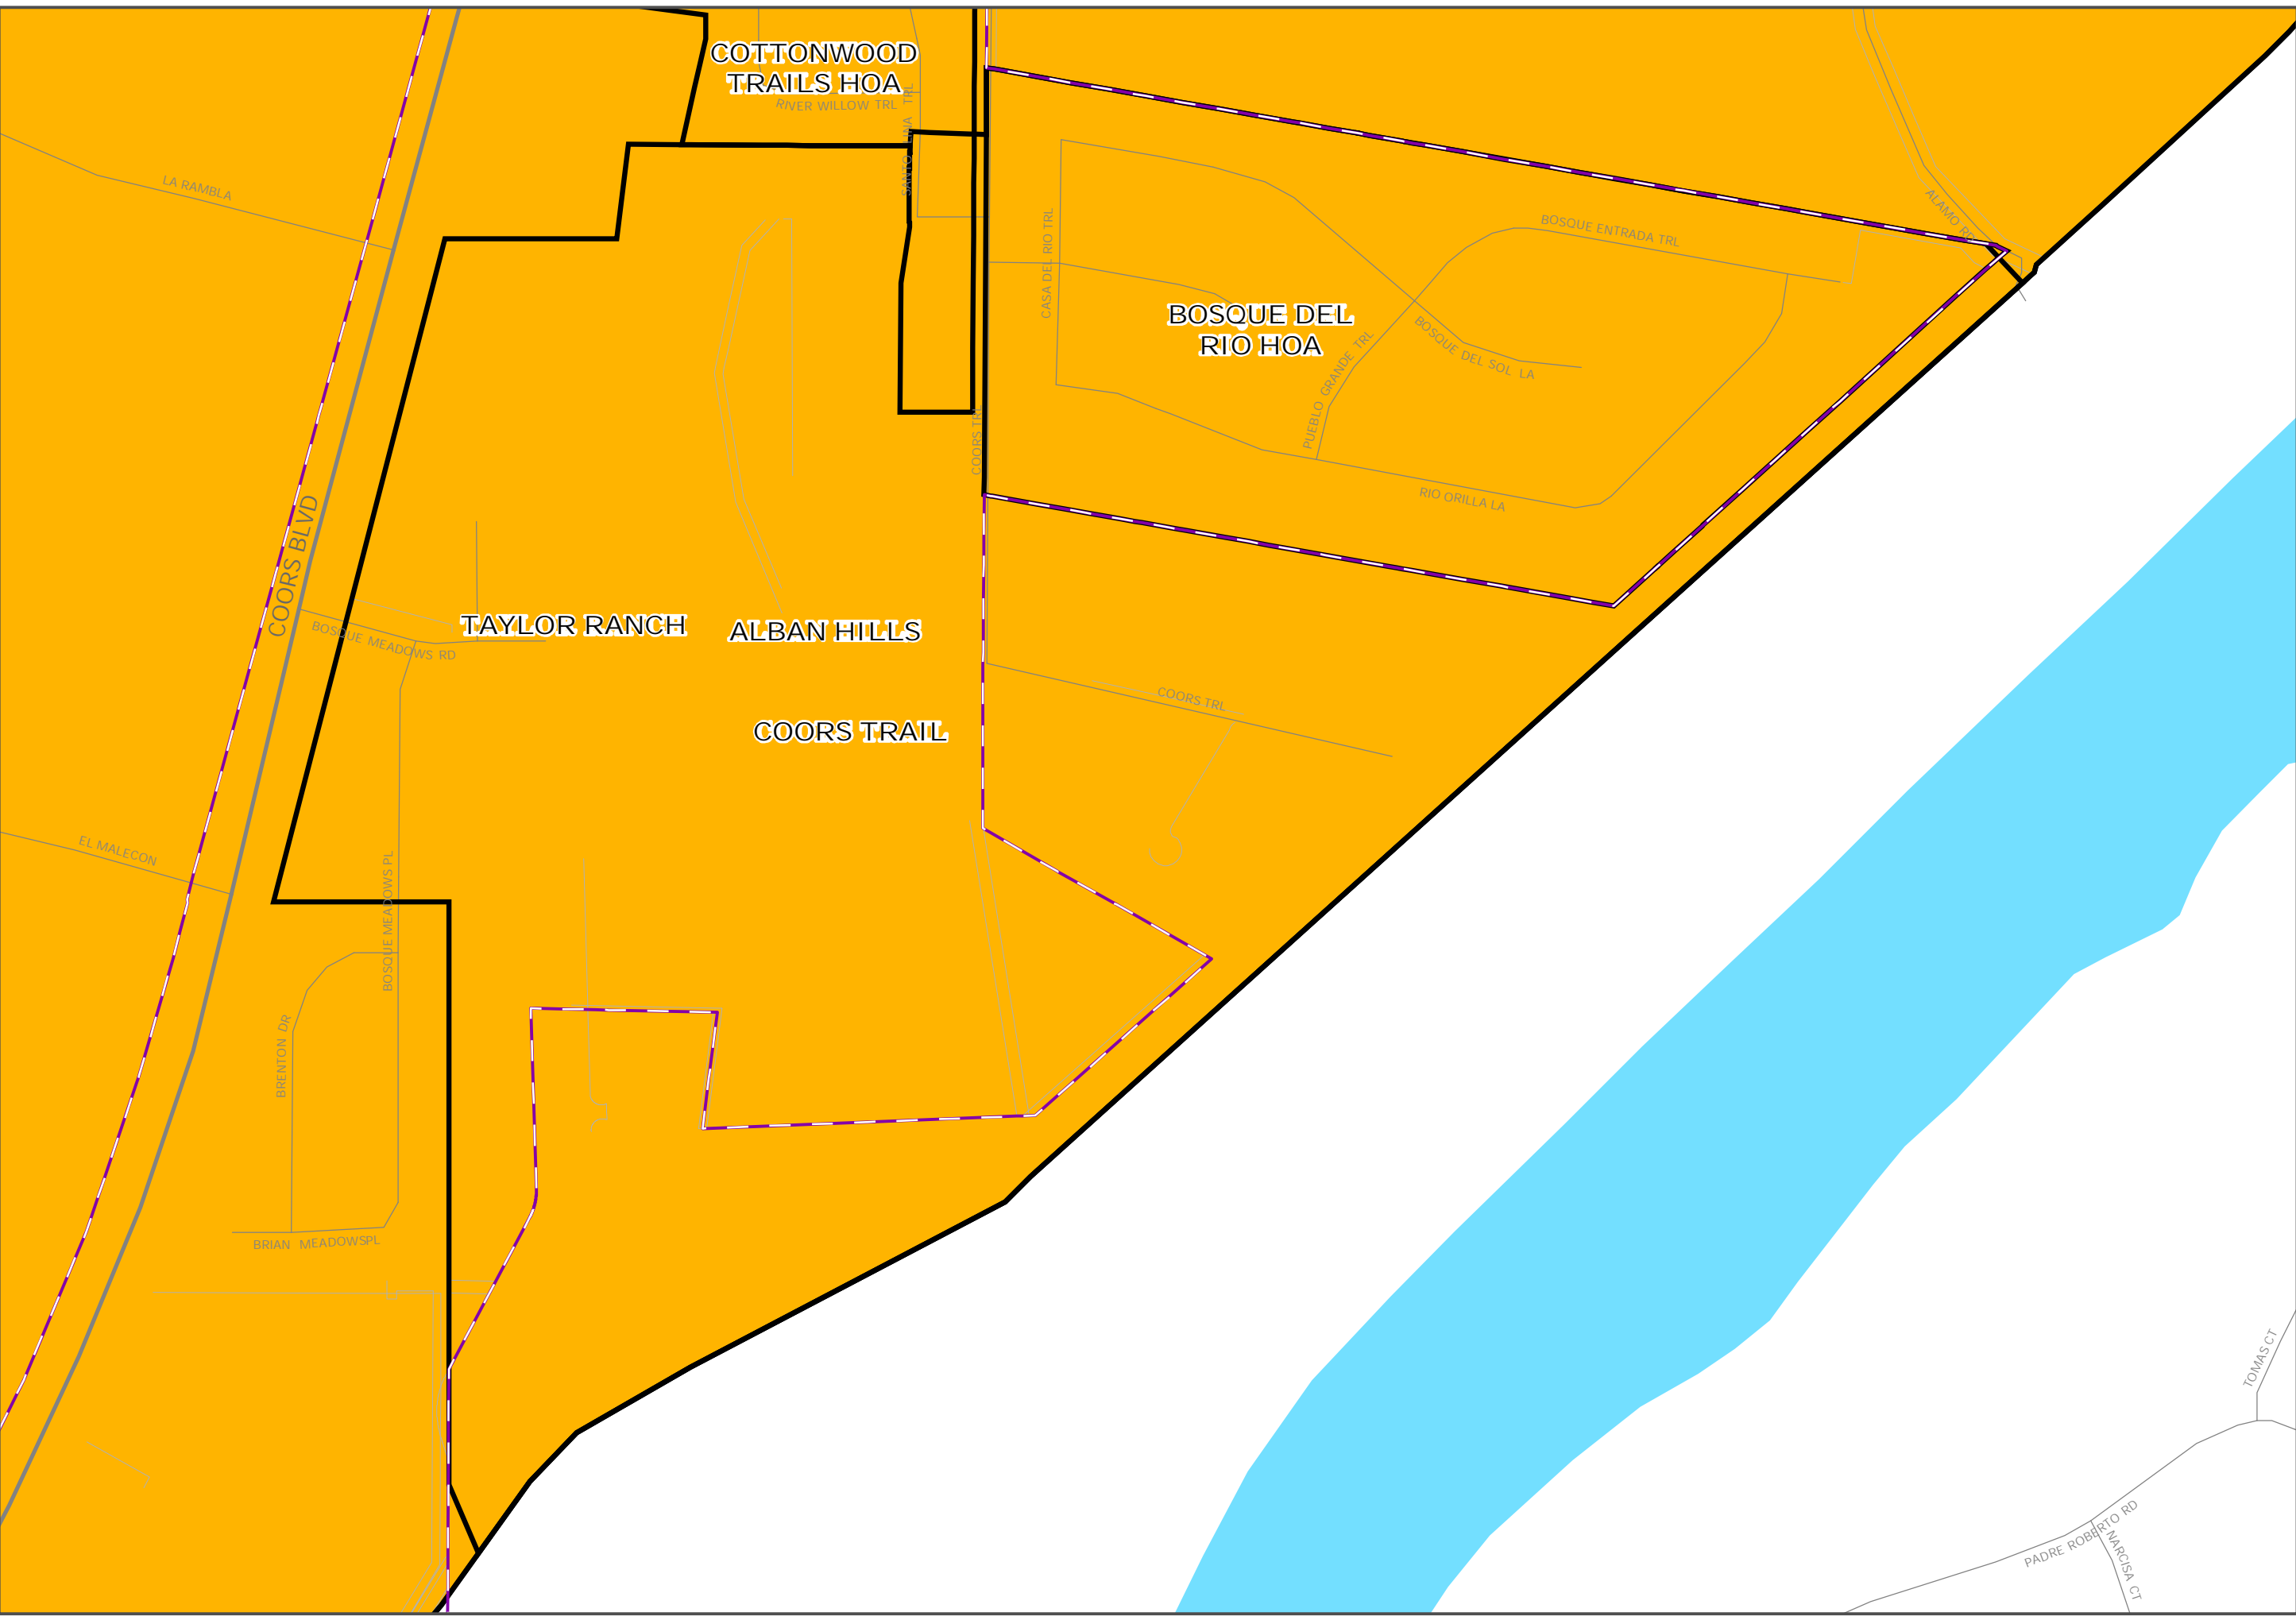 COTTONWOOD
TRAILS HOA
RIVER WILLOW TRL
LA RAMBLA
ALAMO RD
BOSQUE ENTRADA TRL
CASA DEL RIO TRL
BOSQUE DEL
RIO HOA
BOSQUE DEL SOL LA
PUEBLO GRANDE TRL
COORS TRL
RIO ORILLA LA
COORS BLVD
BOSQUE MEADOWS RD
TAYLOR RANCH
ALBAN HILLS
COORS TRL
COORS TRAIL
EL MALECON
BOSQUE MEADOWS PL
BRENTON DR
BRIAN MEADOWSPL
TOMAS CT
PADRE ROBERTO RD
NARCISA CT
TRL